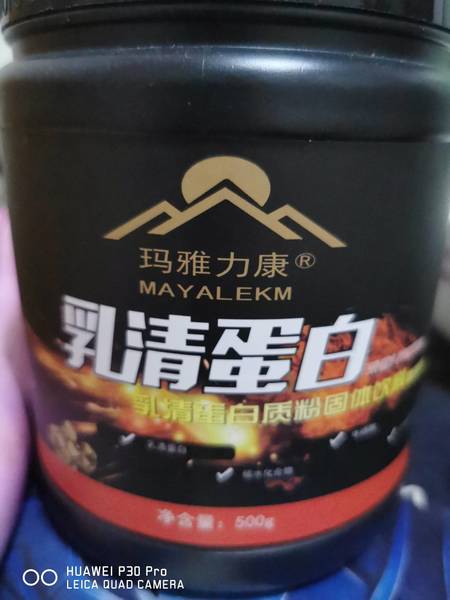 玛雅力康®
MAYALEKM
乳清蛋白
乳清蛋白质粉固体饮料
净含量：500g
HUAWEI P30 Pro
LEICA QUAD CAMERA